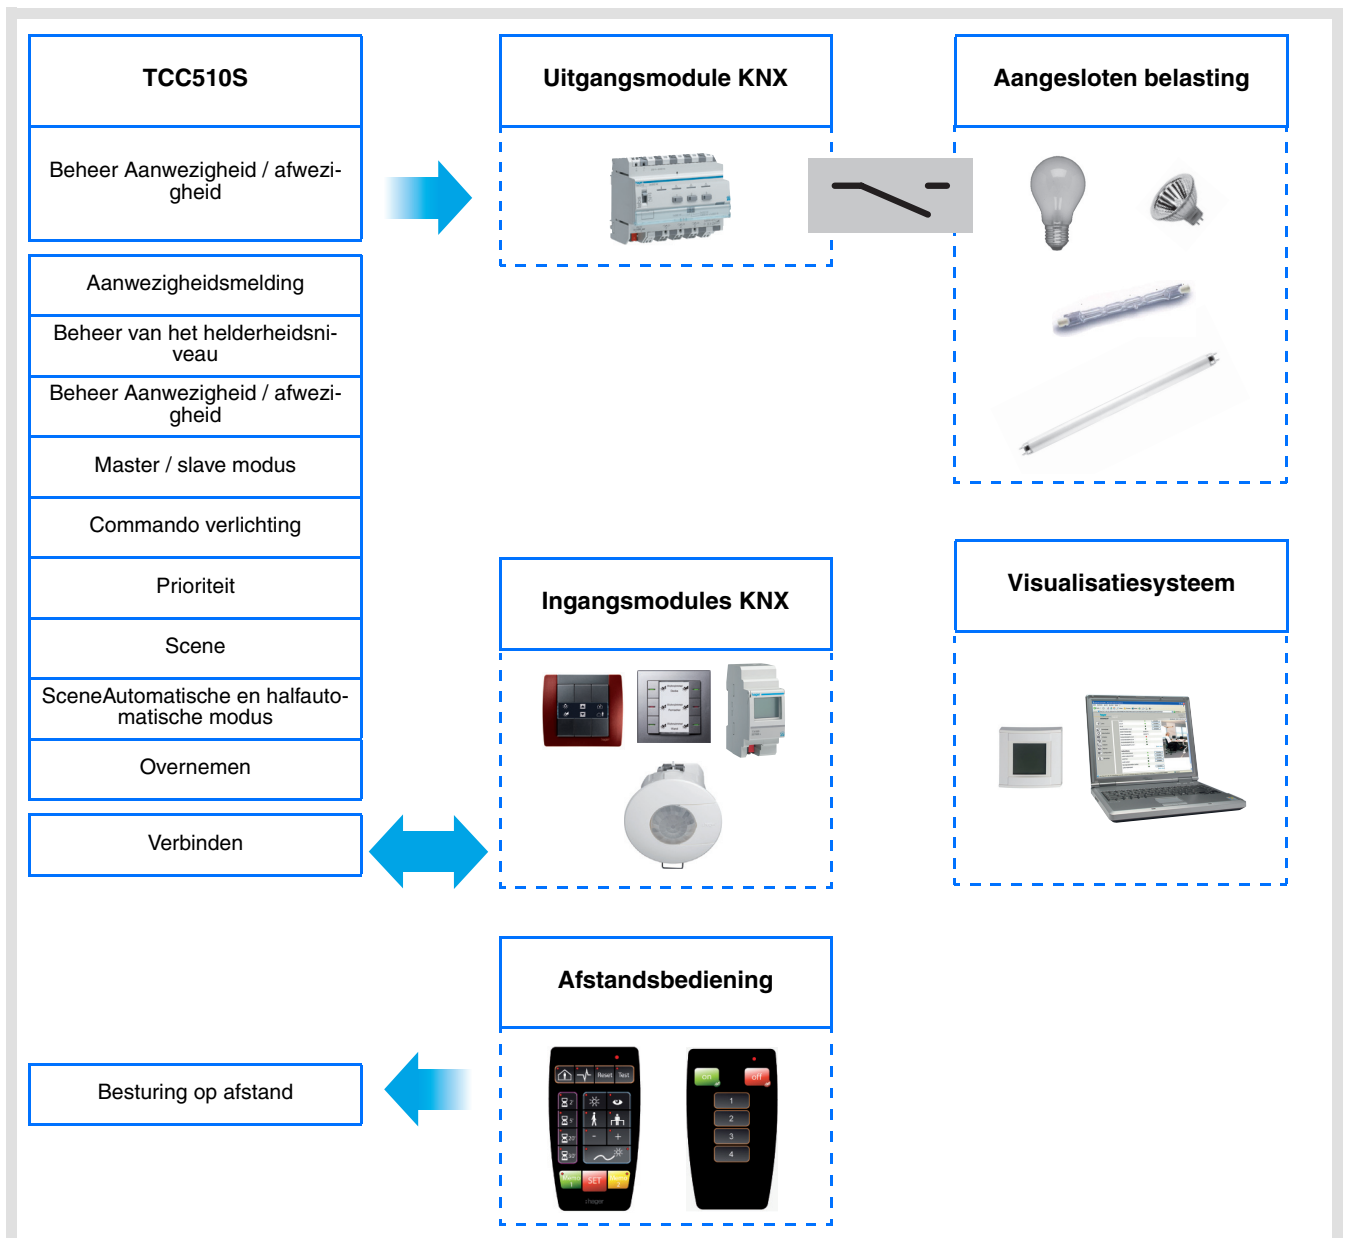 TCC510S
Beheer Aanwezigheid / afwezi-
gheid
Aanwezigheidsmelding
Beheer van het helderheidsni-
veau
Beheer Aanwezigheid / afwezi-
gheid
Master / slave modus
Commando verlichting
Prioriteit
Scene
SceneAutomatische en halfauto-
matische modus
Overnemen
Verbinden
Besturing op afstand
Uitgangsmodule KNX
Aangesloten belasting
Ingangsmodules KNX
Visualisatiesysteem
Afstandsbediening
Reset Test
- +
SET
:hager
on off
1
2
3
4